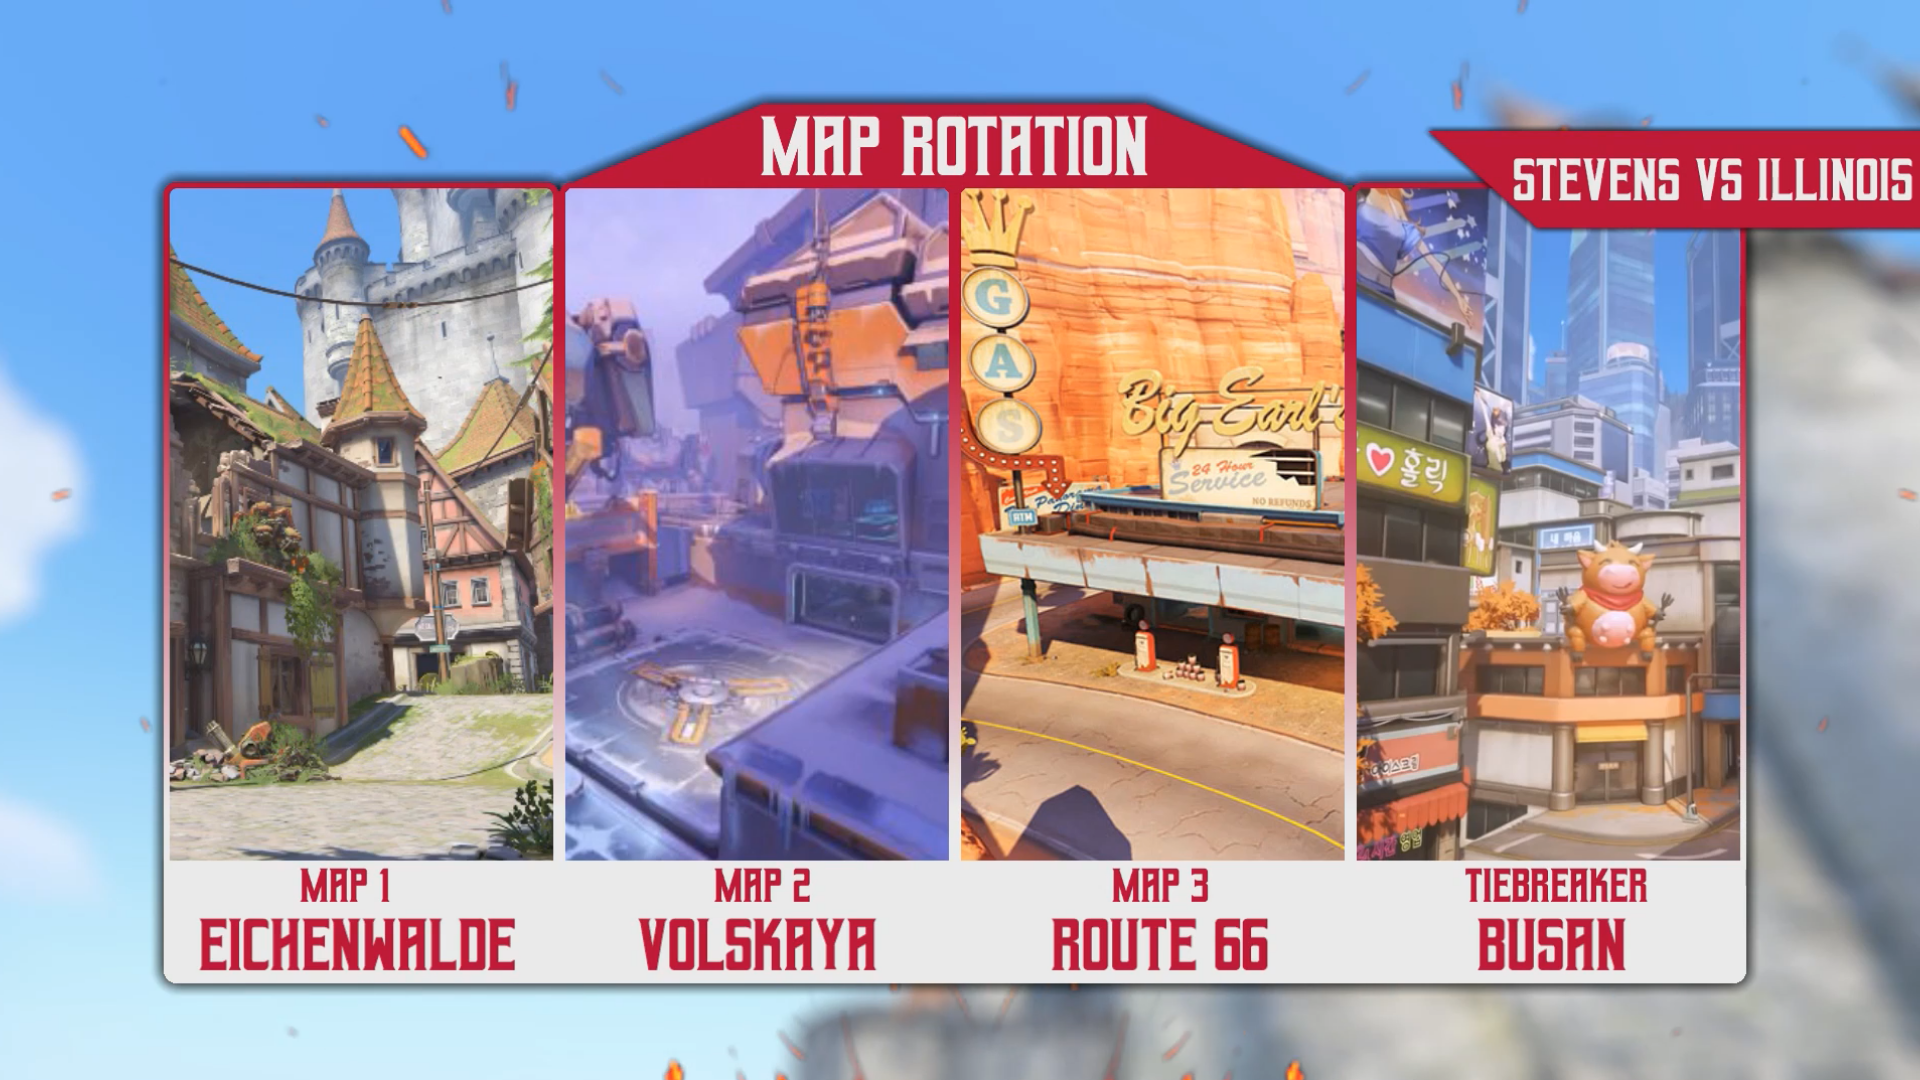 MAP ROTATION
STEVENS VS ILLINOIS
G
A
S
Big Earl's
24 Hour
Service
NO REFUNDS
ATM
홀릭
MAP 1
EICHENWALDE
MAP 2
VOLSKAYA
MAP 3
ROUTE 66
TIEBREAKER
BUSAN